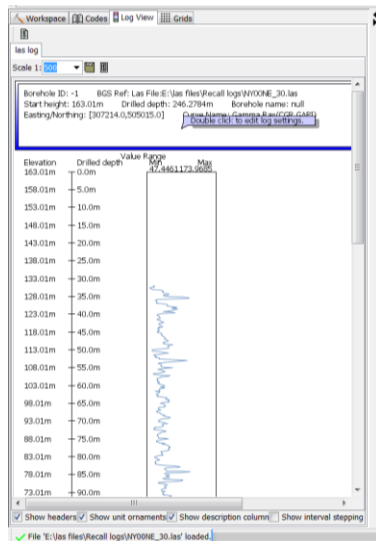 Workspace Codes Log View Grids
las log
Scale 1: 500
Borehole ID: -1 BGS Ref: Las File:E:\las files\Recall logs\NY00NE_30.las
Start height: 163.01m Drilled depth: 246.2784m Borehole name: null
Easting/Northing: [307214.0,505015.0] Curve Name: Gamma Ray(CGR GAPI)
Double click to edit log settings.
Value Range
Elevation Drilled depth Min Max
163.01m 0.0m 47.4461173.9685
158.01m 5.0m
153.01m 10.0m
148.01m 15.0m
143.01m 20.0m
138.01m 25.0m
133.01m 30.0m
128.01m 35.0m
123.01m 40.0m
118.01m 45.0m
113.01m 50.0m
108.01m 55.0m
103.01m 60.0m
98.01m 65.0m
93.01m 70.0m
88.01m 75.0m
83.01m 80.0m
78.01m 85.0m
73.01m 90.0m
Show headers Show unit ornaments Show description column Show interval stepping
File 'E:\las files\Recall logs\NY00NE_30.las' loaded.